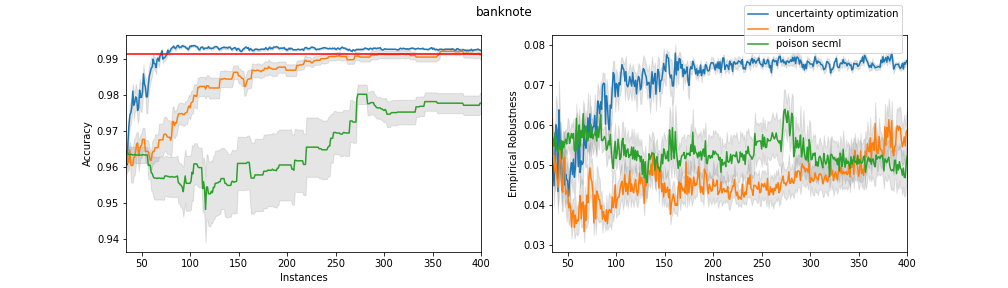 banknote
uncertainty optimization
random
poison secml
Accuracy
0.99
0.98
0.97
0.96
0.95
0.94
50 100 150 200 250 300 350 400
Instances
Empirical Robustness
0.08
0.07
0.06
0.05
0.04
0.03
50 100 150 200 250 300 350 400
Instances